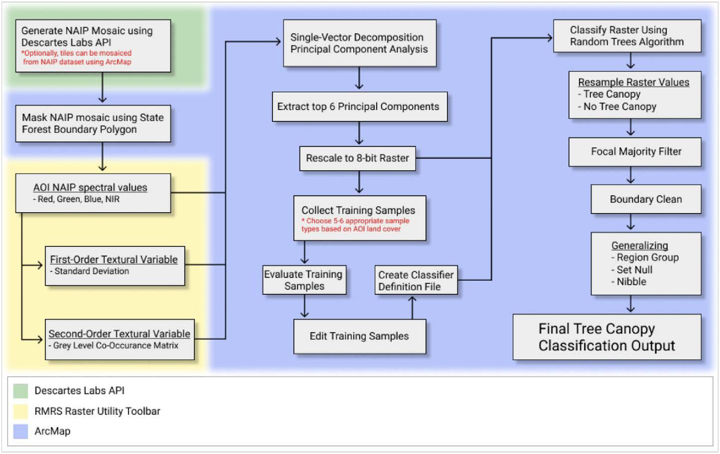 Generate NAIP Mosaic using
Descartes Labs API
*Optionally, tiles can be mosaiced
from NAIP dataset using ArcMap
Mask NAIP mosaic using State
Forest Boundary Polygon
AOI NAIP spectral values
- Red, Green, Blue, NIR
First-Order Textural Variable
- Standard Deviation
Second-Order Textural Variable
- Grey Level Co-Occurance Matrix
Single-Vector Decomposition
Principal Component Analysis
Extract top 6 Principal Components
Rescale to 8-bit Raster
Collect Training Samples
* Choose 5-6 appropriate sample
types based on AOI land cover
Evaluate Training
Samples
Edit Training Samples
Create Classifier
Definition File
Classify Raster Using
Random Trees Algorithm
Resample Raster Values
- Tree Canopy
- No Tree Canopy
Focal Majority Filter
Boundary Clean
Generalizing
- Region Group
- Set Null
- Nibble
Final Tree Canopy
Classification Output
Descartes Labs API
RMRS Raster Utility Toolbar
ArcMap